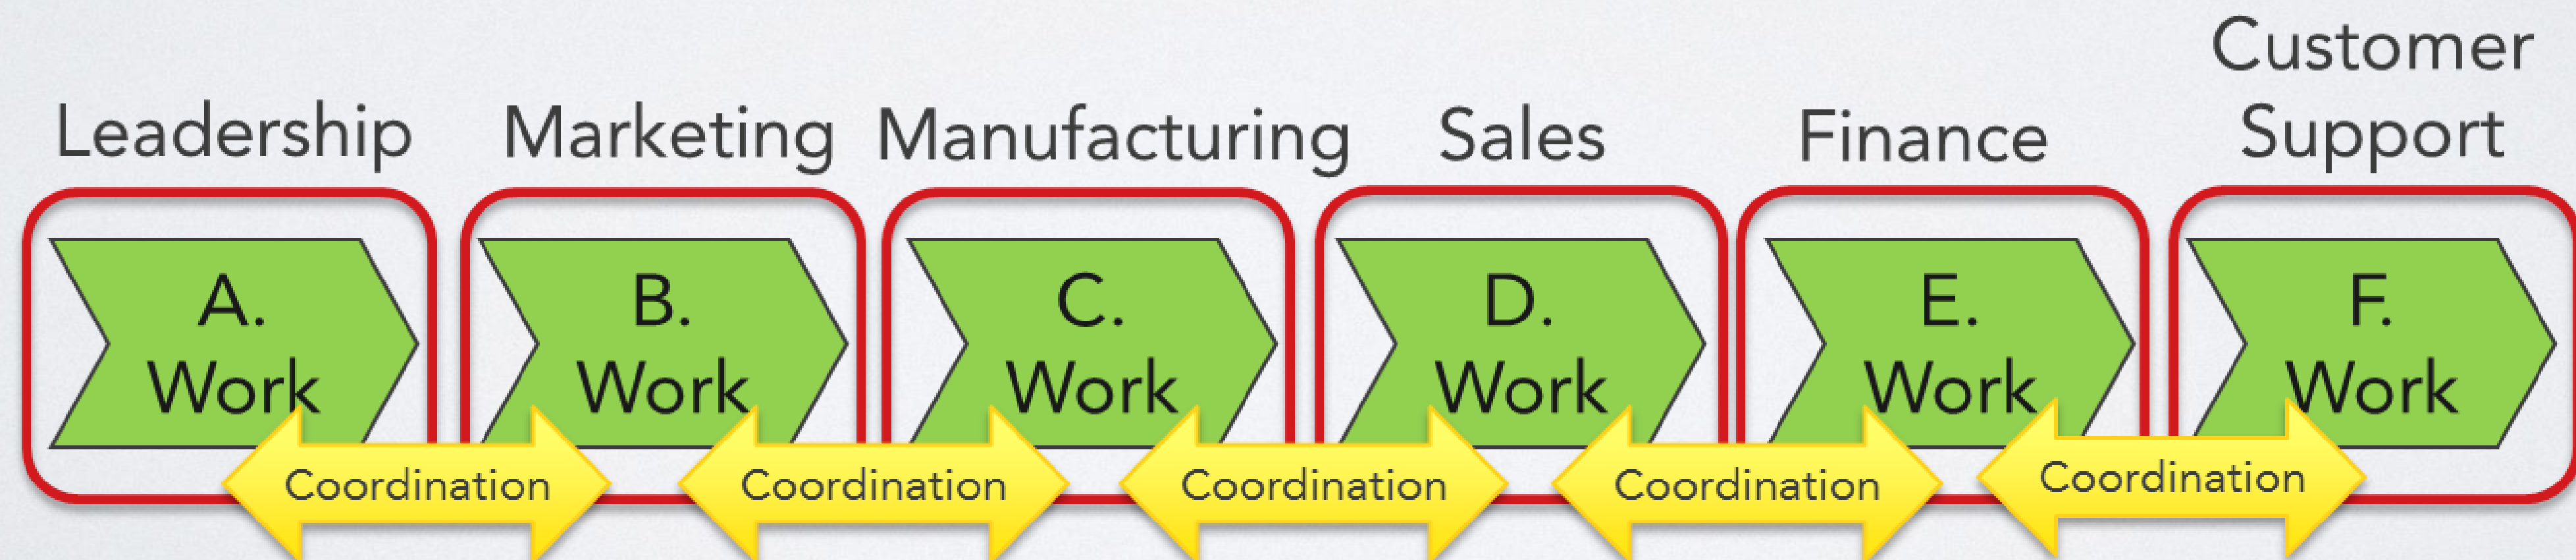 Leadership
Marketing
Manufacturing
Sales
Finance
Customer
Support
A.
Work
B.
Work
C.
Work
D.
Work
E.
Work
F.
Work
Coordination
Coordination
Coordination
Coordination
Coordination